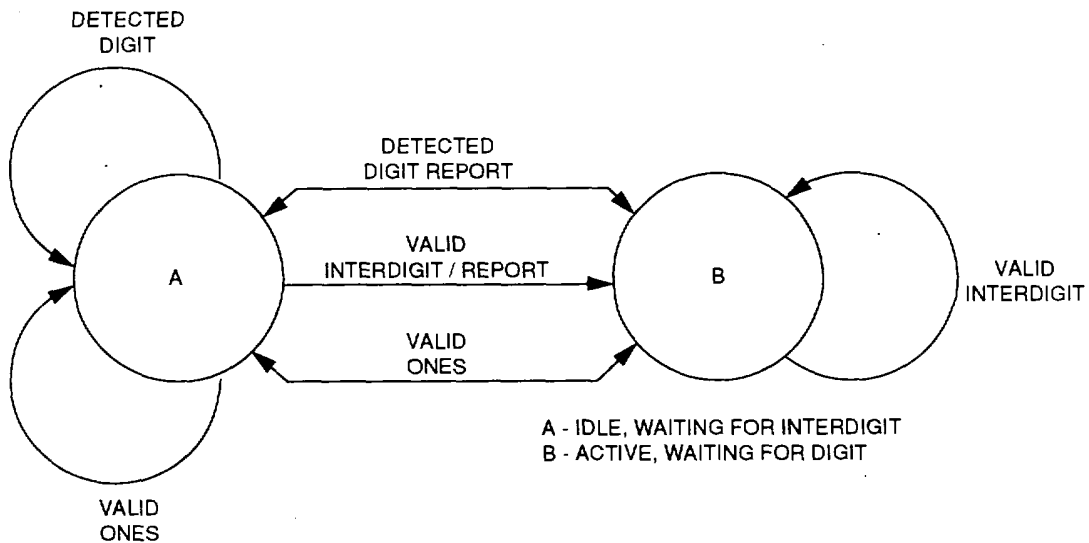 DETECTED
DIGIT
DETECTED
DIGIT REPORT
VALID
INTERDIGIT / REPORT
A
B
VALID
INTERDIGIT
VALID
ONES
A - IDLE, WAITING FOR INTERDIGIT
B - ACTIVE, WAITING FOR DIGIT
VALID
ONES